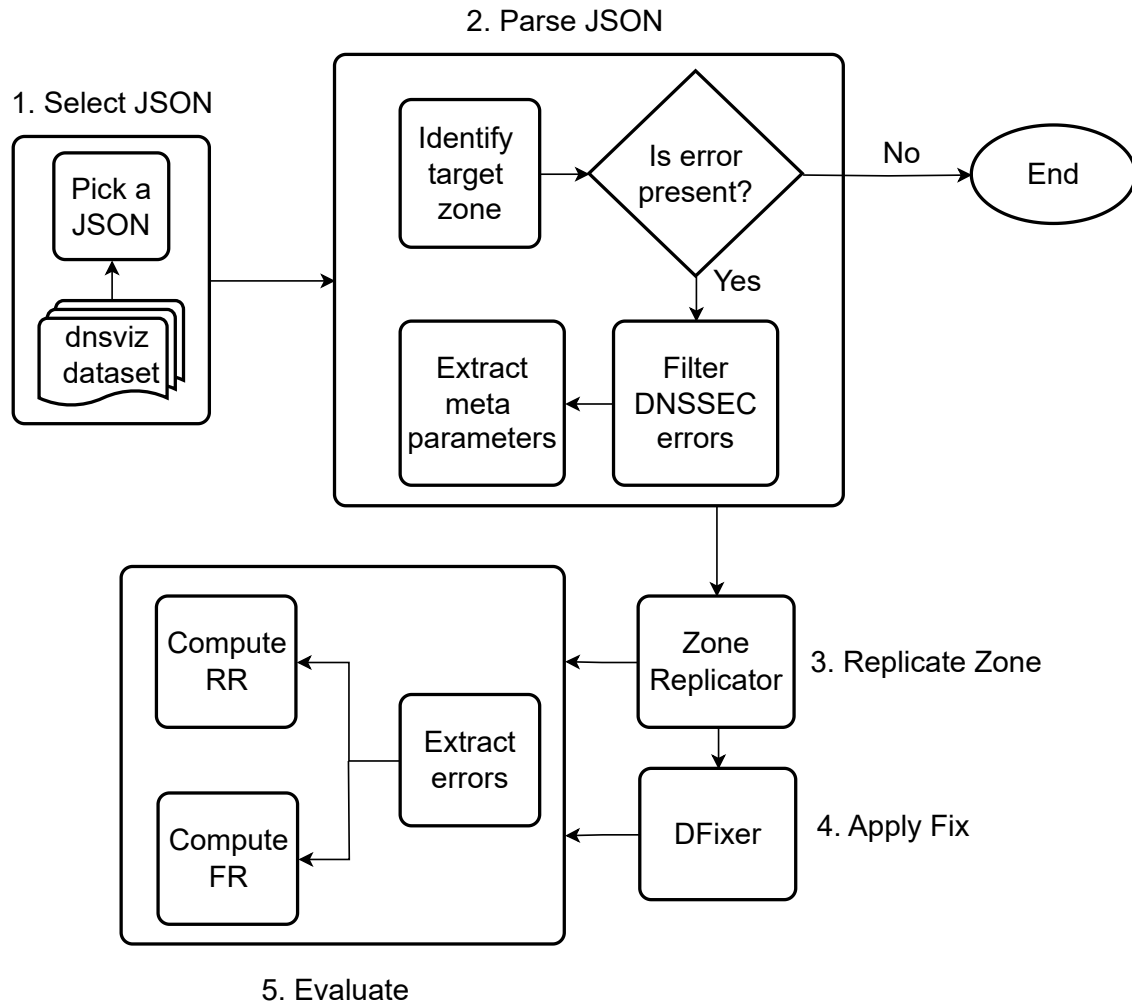 2. Parse JSON
1. Select JSON
Pick a
JSON
dnsviz
dataset
Identify
target
zone
Is error
present?
No
End
Yes
Extract
meta
parameters
Filter
DNSSEC
errors
Zone
Replicator
3. Replicate Zone
DFixer
4. Apply Fix
Compute
RR
Extract
errors
Compute
FR
5. Evaluate